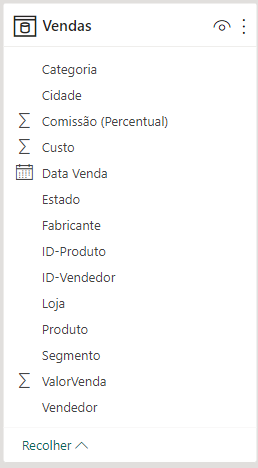 Vendas
Categoria
Cidade
Comissão (Percentual)
Custo
Data Venda
Estado
Fabricante
ID-Produto
ID-Vendedor
Loja
Produto
Segmento
ValorVenda
Vendedor
Recolher